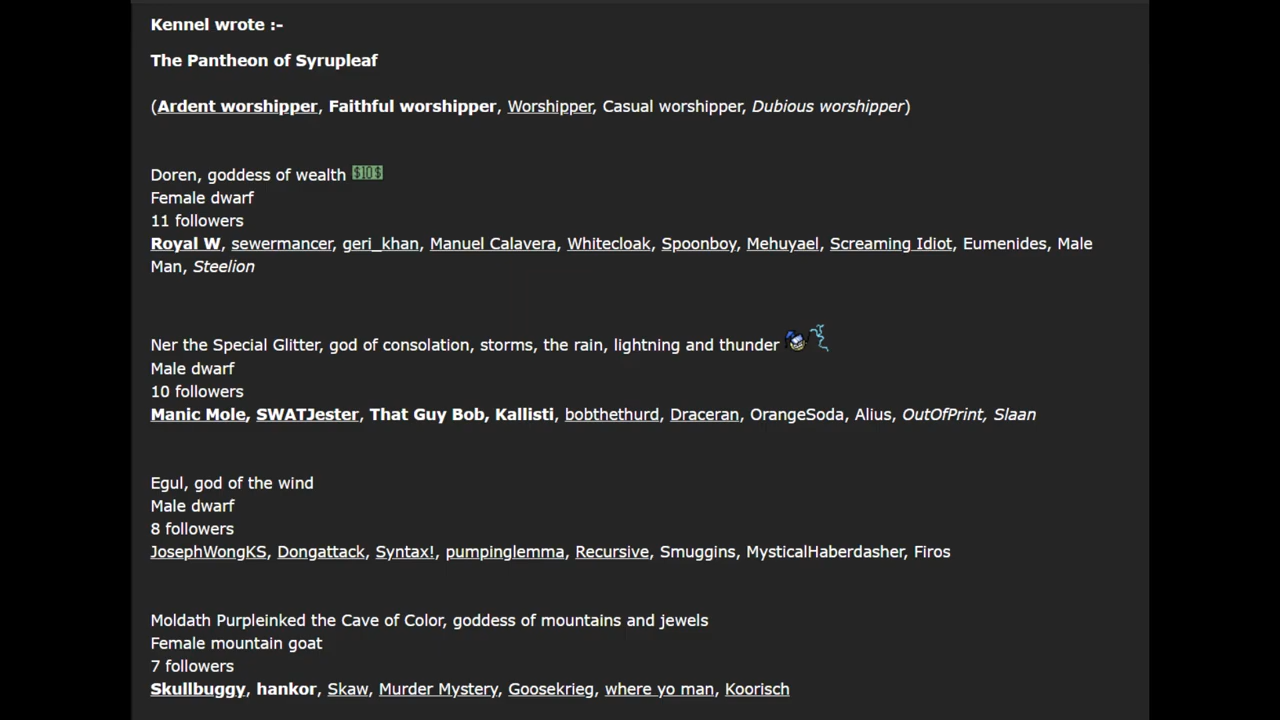 Kennel wrote :-
The Pantheon of Syrupleaf
(Ardent worshipper, Faithful worshipper, Worshipper, Casual worshipper, Dubious worshipper)
Doren, goddess of wealth $10$
Female dwarf
11 followers
Royal W, sewermancer, geri_khan, Manuel Calavera, Whitecloak, Spoonboy, Mehuyael, Screaming Idiot, Eumenides, Male
Man, Steelion
Ner the Special Glitter, god of consolation, storms, the rain, lightning and thunder
Male dwarf
10 followers
Manic Mole, SWATJester, That Guy Bob, Kallisti, bobthethurd, Draceran, OrangeSoda, Alius, OutOfPrint, Slaan
Egul, god of the wind
Male dwarf
8 followers
JosephWongKS, Dongattack, Syntax!, pumpinglemma, Recursive, Smuggins, MysticalHaberdasher, Firos
Moldath Purpleinked the Cave of Color, goddess of mountains and jewels
Female mountain goat
7 followers
Skullbuggy, hankor, Skaw, Murder Mystery, Goosekrieg, where yo man, Koorisch